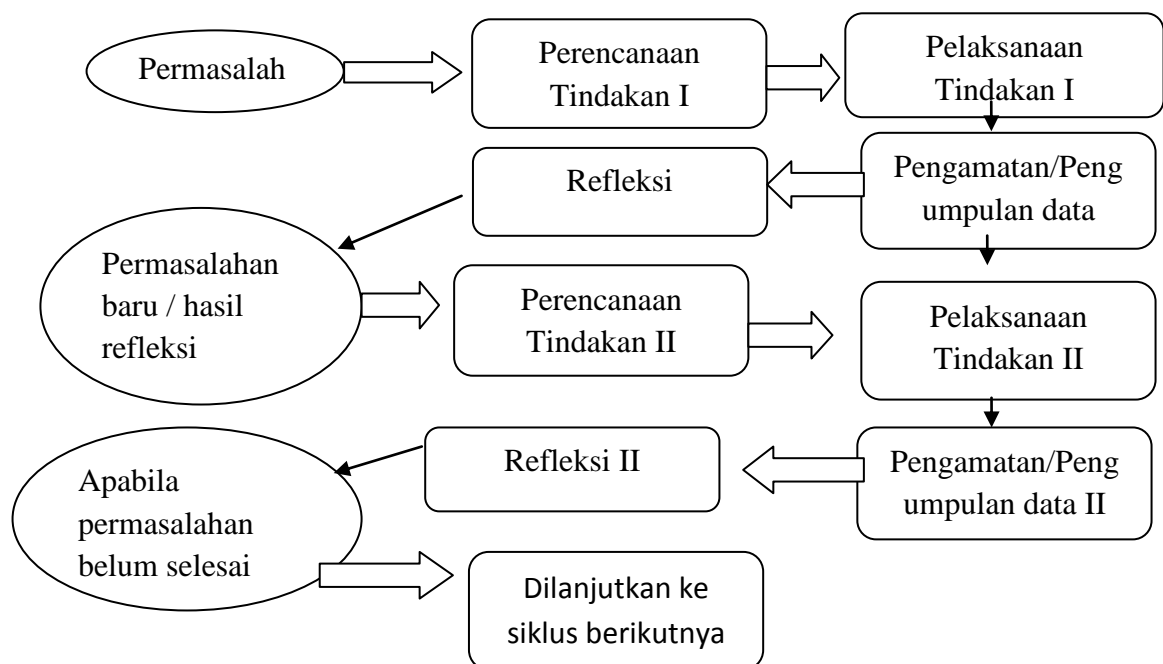 Permasalah
Perencanaan
Tindakan I
Pelaksanaan
Tindakan I
Pengamatan/Peng
umpulan data
Refleksi
Permasalahan
baru / hasil
refleksi
Perencanaan
Tindakan II
Pelaksanaan
Tindakan II
Pengamatan/Peng
umpulan data II
Refleksi II
Apabila
permasalahan
belum selesai
Dilanjutkan ke
siklus berikutnya